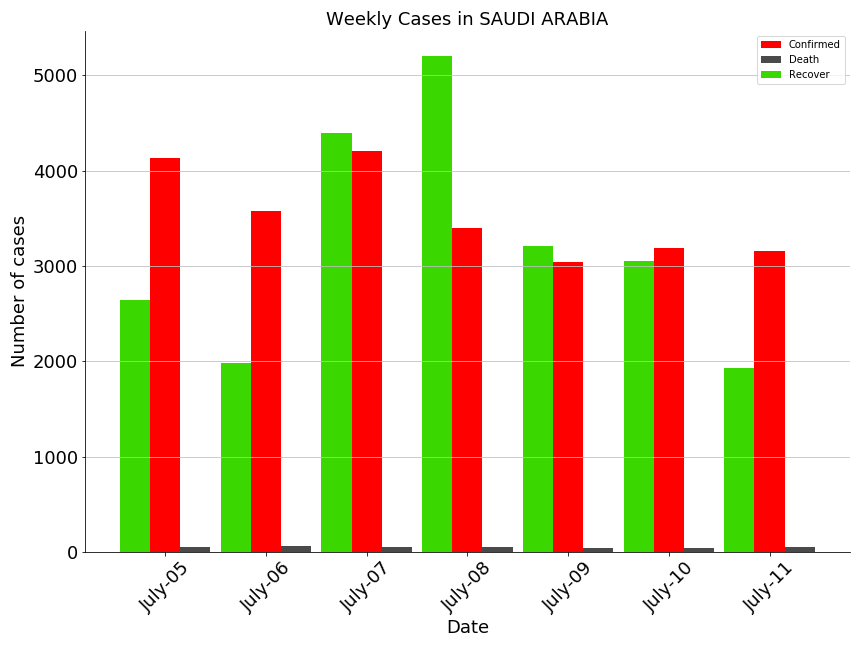 Weekly Cases in SAUDI ARABIA
Confirmed
Death
Recover
Number of cases
5000
4000
3000
2000
1000
0
July-05
July-06
July-07
July-08
July-09
July-10
July-11
Date